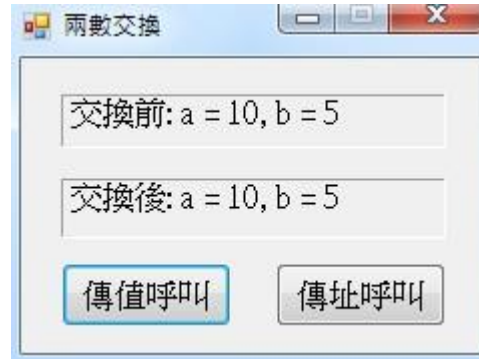 兩數交換
交換前: a = 10, b = 5
交換後: a = 10, b = 5
傳值呼叫
傳址呼叫